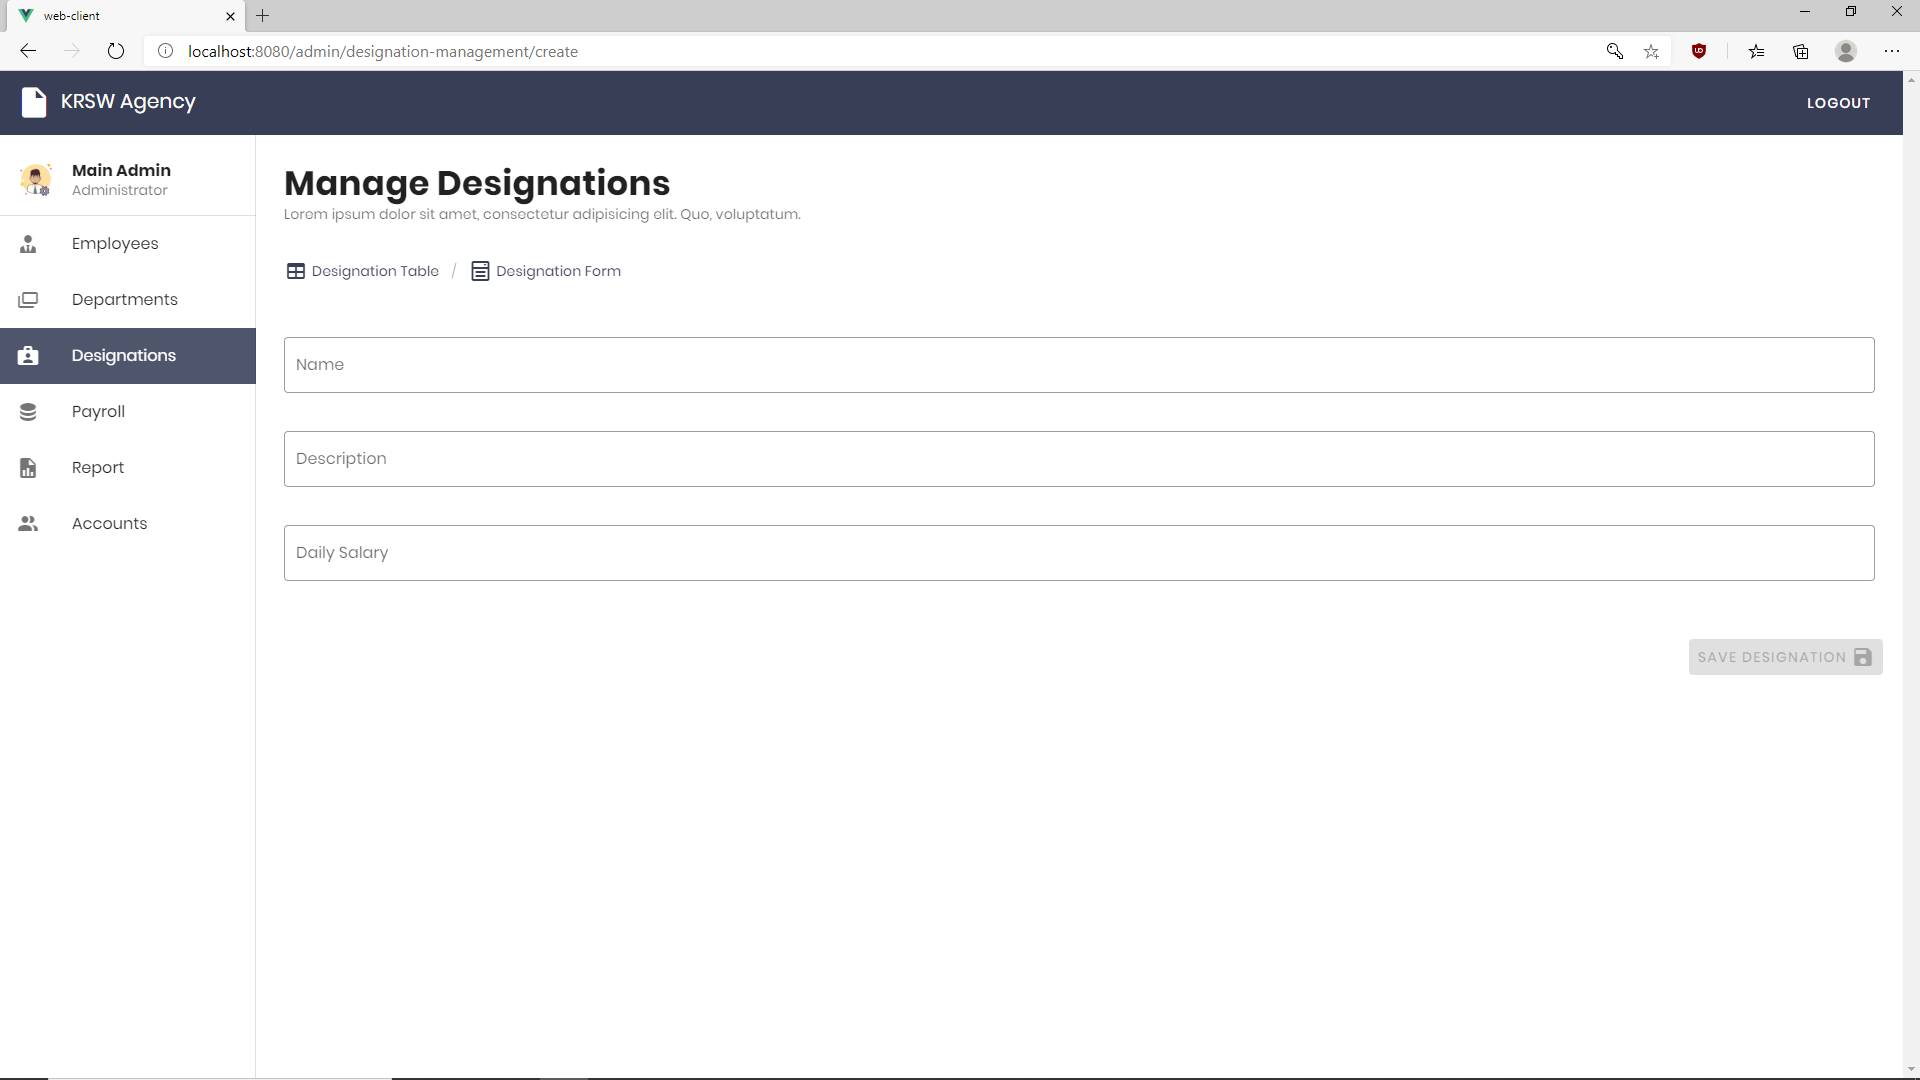 web-client
localhost:8080/admin/designation-management/create
KRSW Agency
LOGOUT
Main Admin
Administrator
Employees
Departments
Designations
Payroll
Report
Accounts
Manage Designations
Lorem ipsum dolor sit amet, consectetur adipisicing elit. Quo, voluptatum.
Designation Table / Designation Form
Name
Description
Daily Salary
SAVE DESIGNATION